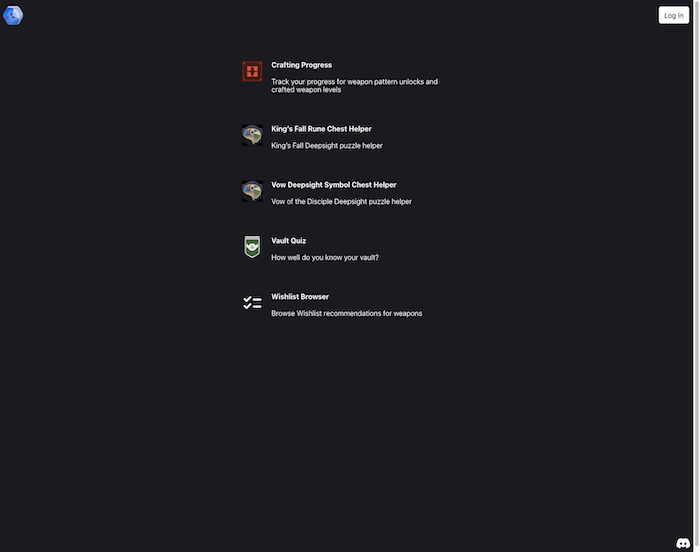 Log In
Crafting Progress
Track your progress for weapon pattern unlocks and
crafted weapon levels
King's Fall Rune Chest Helper
King's Fall Deepsight puzzle helper
Vow Deepsight Symbol Chest Helper
Vow of the Disciple Deepsight puzzle helper
Vault Quiz
How well do you know your vault?
Wishlist Browser
Browse Wishlist recommendations for weapons